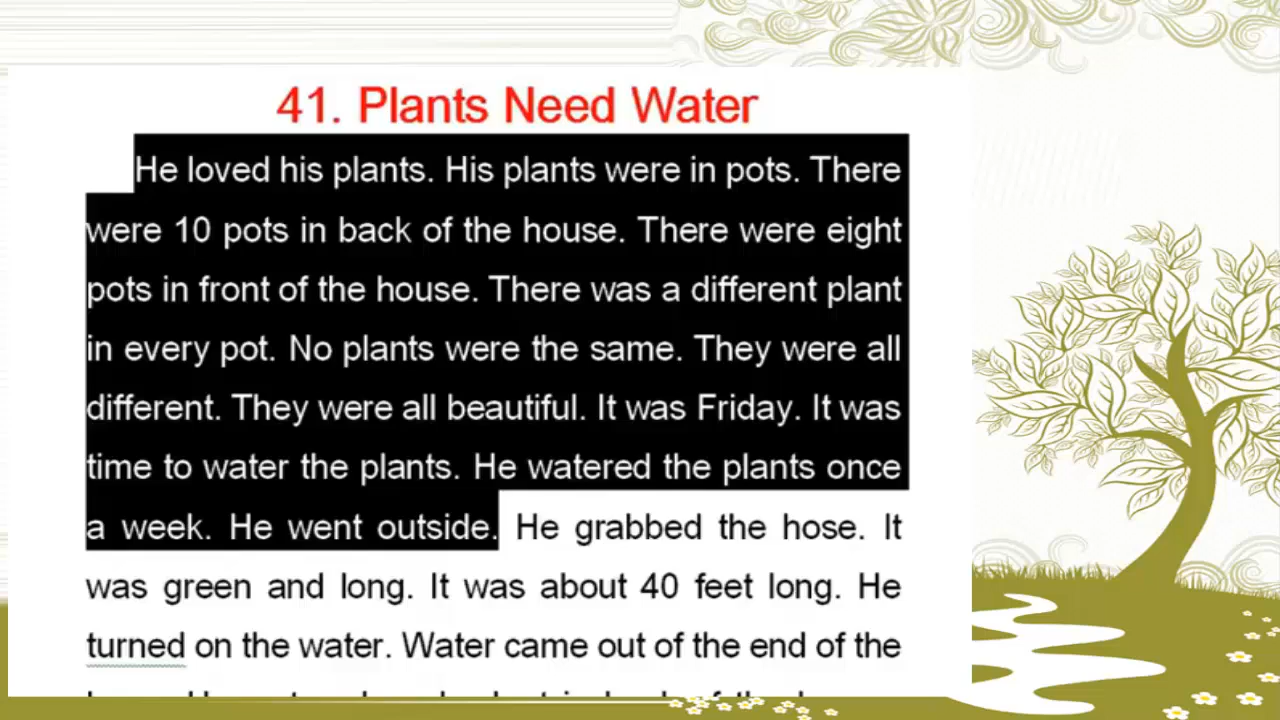 41. Plants Need Water
He loved his plants. His plants were in pots. There
were 10 pots in back of the house. There were eight
pots in front of the house. There was a different plant
in every pot. No plants were the same. They were all
different. They were all beautiful. It was Friday. It was
time to water the plants. He watered the plants once
a week. He went outside. He grabbed the hose. It
was green and long. It was about 40 feet long. He
turned on the water. Water came out of the end of the